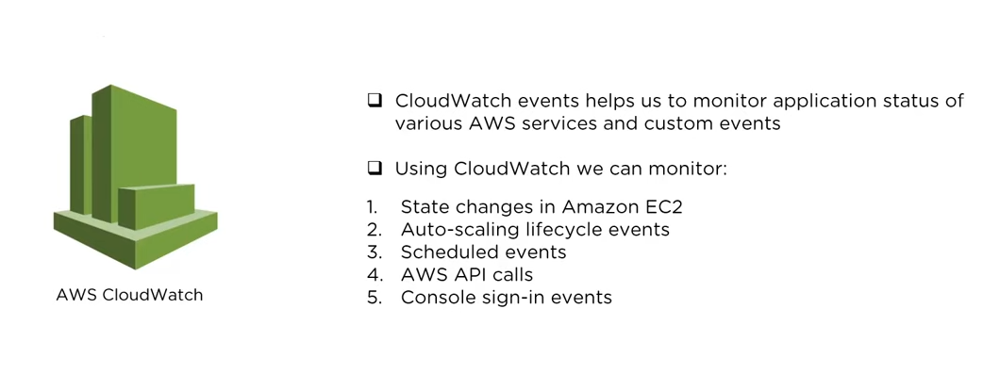 CloudWatch events helps us to monitor application status of
various AWS services and custom events
Using CloudWatch we can monitor:
1. State changes in Amazon EC2
2. Auto-scaling lifecycle events
3. Scheduled events
4. AWS API calls
5. Console sign-in events
AWS CloudWatch